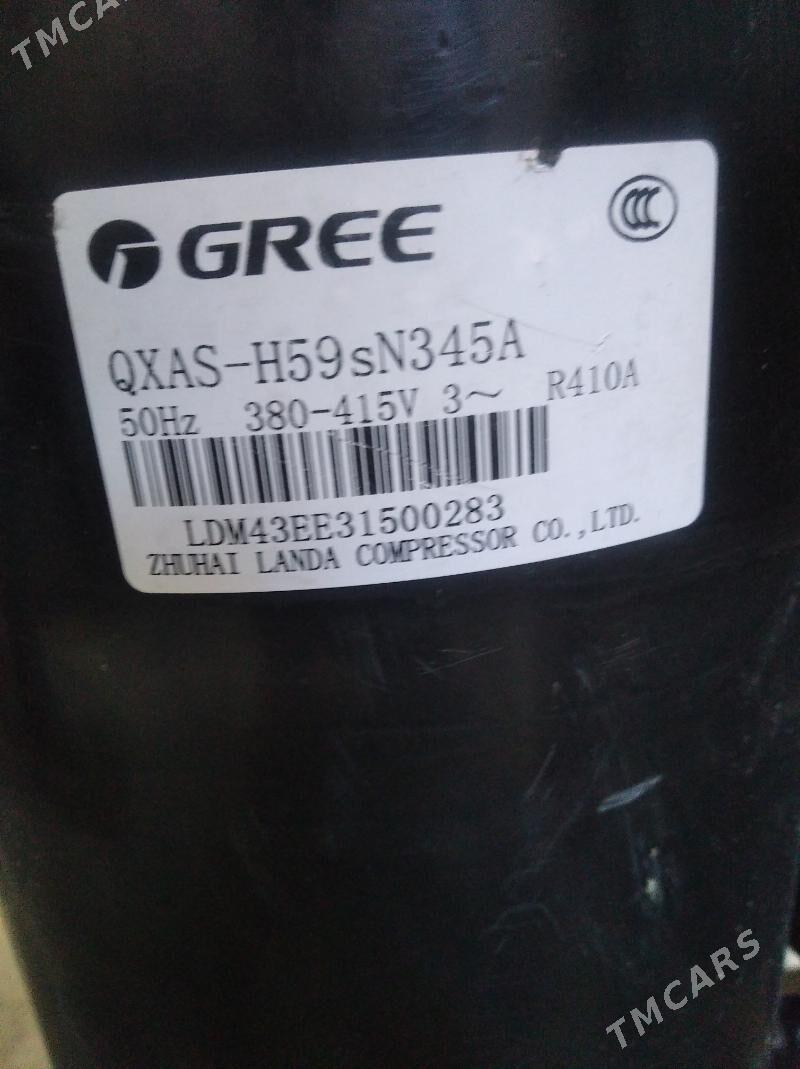 TMCARS
GREE
QXAS-H59sN345A
50Hz 380-415V 3~ R410A
LDM43EE31500283
ZHUHAI LANDA COMPRESSOR CO.,LTD.
TMCARS